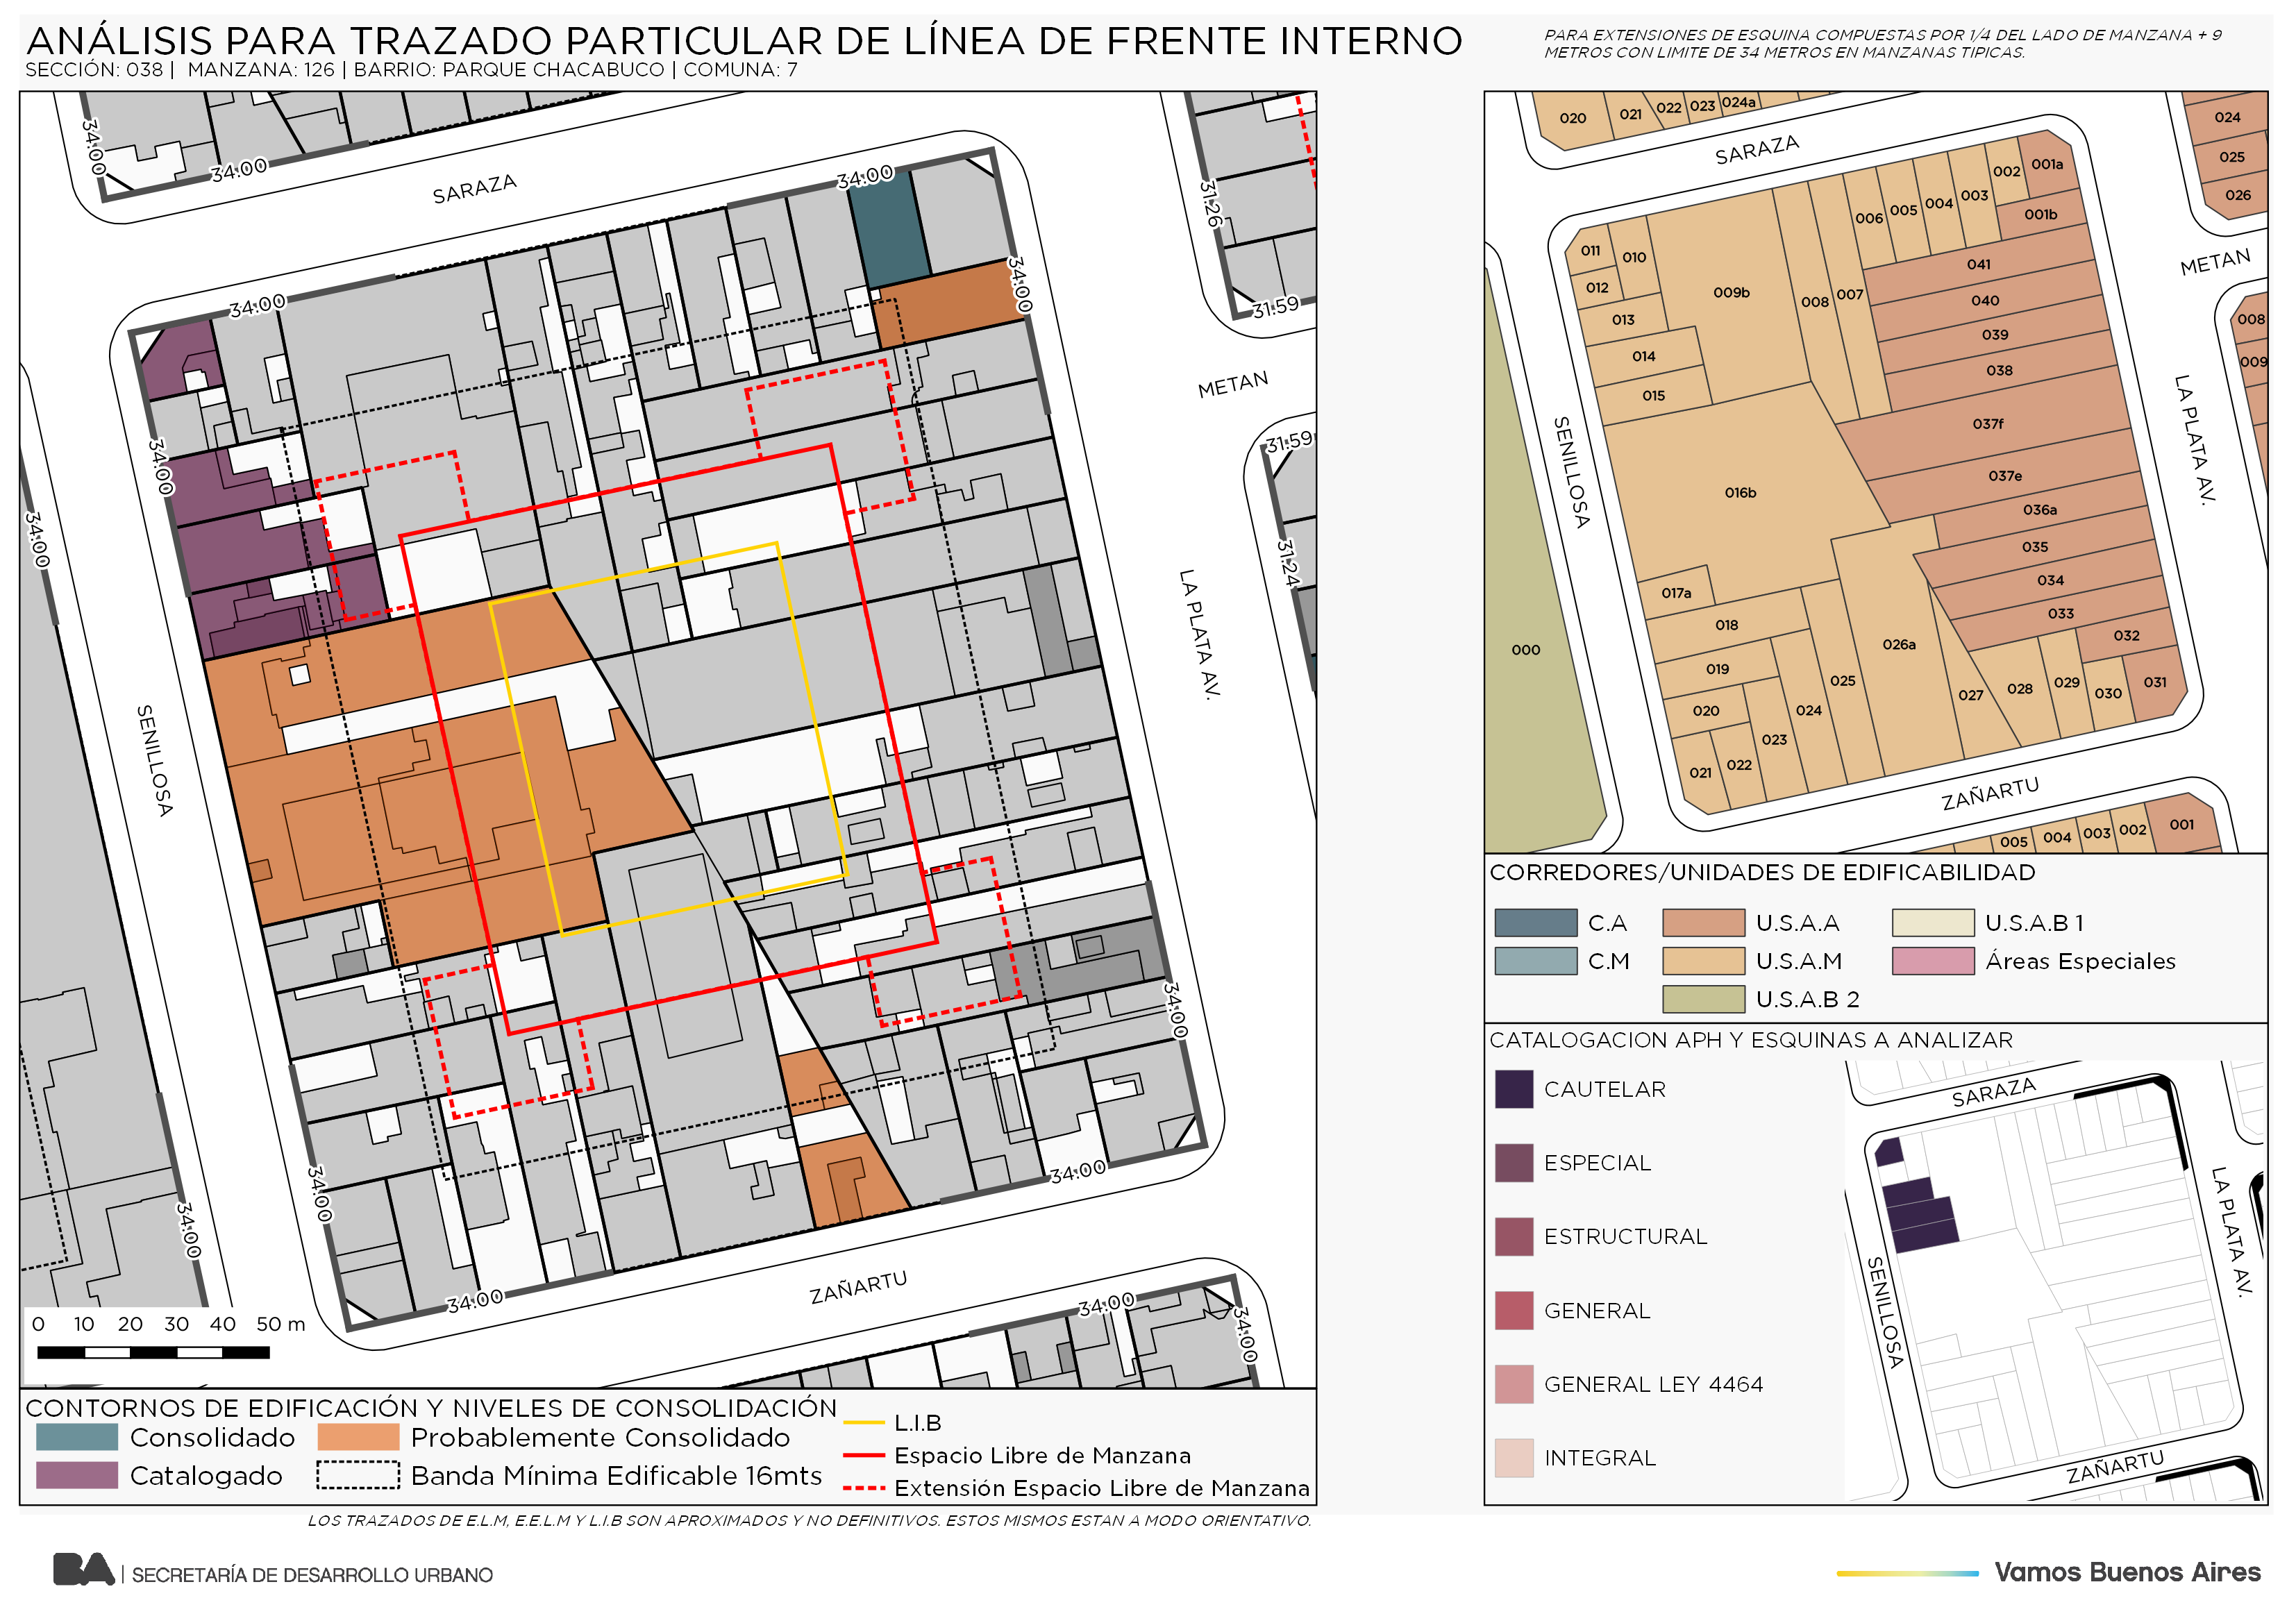 ANÁLISIS PARA TRAZADO PARTICULAR DE LÍNEA DE FRENTE INTERNO
SECCIÓN: 038 | MANZANA: 126 | BARRIO: PARQUE CHACABUCO | COMUNA: 7
PARA EXTENSIONES DE ESQUINA COMPUESTAS POR 1/4 DEL LADO DE MANZANA + 9
METROS CON LIMITE DE 34 METROS EN MANZANAS TIPICAS.
34:00
34:00
SARAZA
34:00
31.26
34:00
31:59
34:00
METAN
34:00
31:59
34:00
31.24
LA PLATA AV.
SENILLOSA
34:00
34:00
34:00
34:00
34:00
ZAÑARTU
34:00
34:00
0 10 20 30 40 50 m
CONTORNOS DE EDIFICACIÓN Y NIVELES DE CONSOLIDACIÓN
Consolidado
Probablemente Consolidado
Catalogado
Banda Mínima Edificable 16mts
L.I.B
Espacio Libre de Manzana
Extensión Espacio Libre de Manzana
LOS TRAZADOS DE E.L.M, E.E.L.M Y L.I.B SON APROXIMADOS Y NO DEFINITIVOS. ESTOS MISMOS ESTAN A MODO ORIENTATIVO.
020
021
022
023
024a
SARAZA
024
025
026
METAN
001a
002
003
004
005
006
001b
011
010
012
013
014
015
009b
008
007
041
040
039
038
037f
037e
036a
035
034
033
032
031
030
029
028
027
026a
025
024
023
022
021
020
019
018
017a
016b
008
009
000
SENILLOSA
LA PLATA AV.
ZAÑARTU
005
004
003
002
001
CORREDORES/UNIDADES DE EDIFICABILIDAD
C.A
U.S.A.A
U.S.A.B 1
C.M
U.S.A.M
Áreas Especiales
U.S.A.B 2
CATALOGACION APH Y ESQUINAS A ANALIZAR
CAUTELAR
ESPECIAL
ESTRUCTURAL
GENERAL
GENERAL LEY 4464
INTEGRAL
SARAZA
SENILLOSA
LA PLATA AV.
ZAÑARTU
BA | SECRETARÍA DE DESARROLLO URBANO
Vamos Buenos Aires